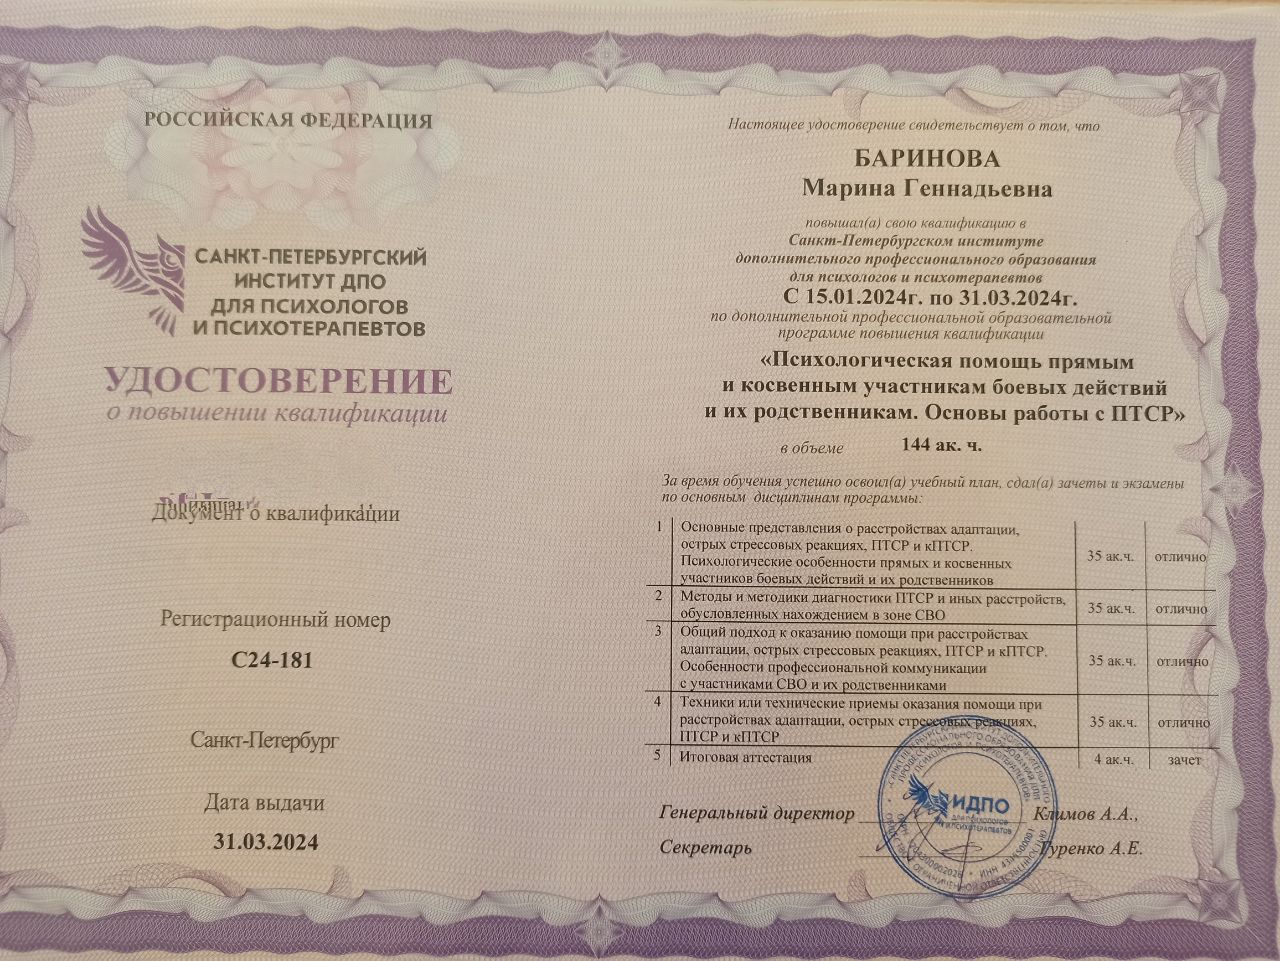 РОССИЙСКАЯ ФЕДЕРАЦИЯ
САНКТ-ПЕТЕРБУРГСКИЙ
ИНСТИТУТ ДПО
ДЛЯ ПСИХОЛОГОВ
И ПСИХОТЕРАПЕВТОВ
УДОСТОВЕРЕНИЕ
о повышении квалификации
Документ о квалификации
Регистрационный номер
С24-181
Санкт-Петербург
Дата выдачи
31.03.2024
Настоящее удостоверение свидетельствует о том, что
БАРИНОВА
Марина Геннадьевна
повышал(а) свою квалификацию в
Санкт-Петербургском институте
дополнительного профессионального образования
для психологов и психотерапевтов
С 15.01.2024г. по 31.03.2024г.
по дополнительной профессиональной образовательной
программе повышения квалификации
«Психологическая помощь прямым
и косвенным участникам боевых действий
и их родственникам. Основы работы с ПТСР»
в объеме 144 ак. ч.
За время обучения успешно освоил(а) учебный план, сдал(а) зачеты и экзамены
по основным дисциплинам программы:
1 Основные представления о расстройствах адаптации,
острых стрессовых реакциях, ПТСР и кПТСР.
Психологические особенности прямых и косвенных
участников боевых действий и их родственников
35 ак.ч. отлично
2 Методы и методики диагностики ПТСР и иных расстройств,
обусловленных нахождением в зоне СВО
35 ак.ч. отлично
3 Общий подход к оказанию помощи при расстройствах
адаптации, острых стрессовых реакциях, ПТСР и кПТСР.
Особенности профессиональной коммуникации
с участниками СВО и их родственниками
35 ак.ч. отлично
4 Техники или технические приемы оказания помощи при
расстройствах адаптации, острых стрессовых реакциях,
ПТСР и кПТСР
35 ак.ч. отлично
5 Итоговая аттестация 4 ак.ч. зачет
Генеральный директор Климов А.А.,
Секретарь Гуренко А.Е.
ИДПО
ДЛЯ ПСИХОЛОГОВ
И ПСИХОТЕРАПЕВТОВ